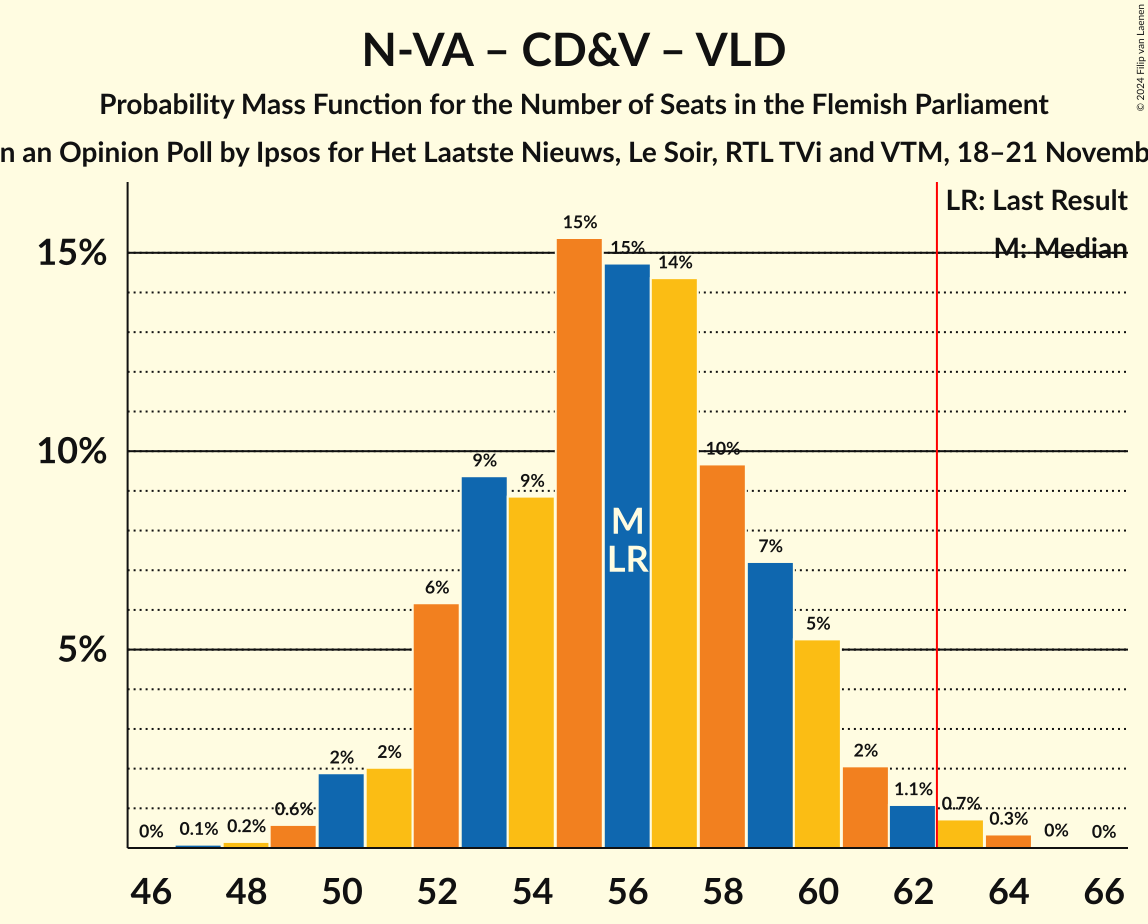 © 2024 Filip van Laenen
N-VA – CD&V – VLD
Probability Mass Function for the Number of Seats in the Flemish Parliament
an Opinion Poll by Ipsos for Het Laatste Nieuws, Le Soir, RTL TVi and VTM, 18–21
LR: Last Result
M: Median
15%
10%
5%
0%
0.1%
0.2%
0.6%
2%
2%
6%
9%
9%
15%
15%
14%
10%
7%
5%
2%
1.1%
0.7%
0.3%
0%
0%
M
LR
46 48 50 52 54 56 58 60 62 64 66